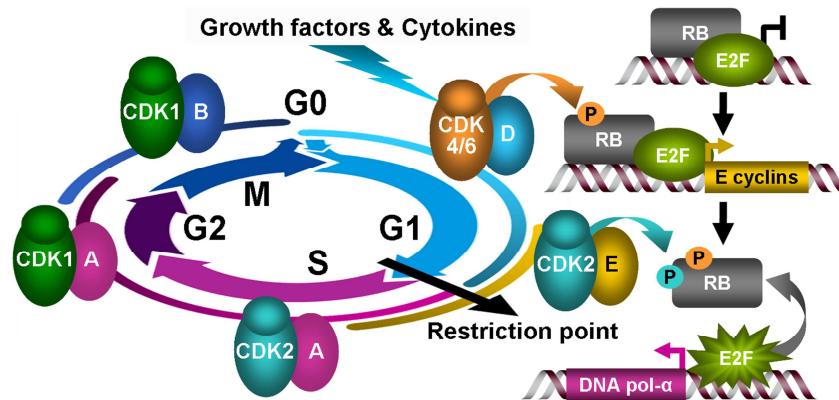 Growth factors & Cytokines
RB
E2F
CDK1
B
G0
CDK
4/6
D
P
RB
E2F
E cyclins
M
G2
G1
S
CDK1
A
CDK2
E
P
P
RB
Restriction point
CDK2
A
E2F
DNA pol-α